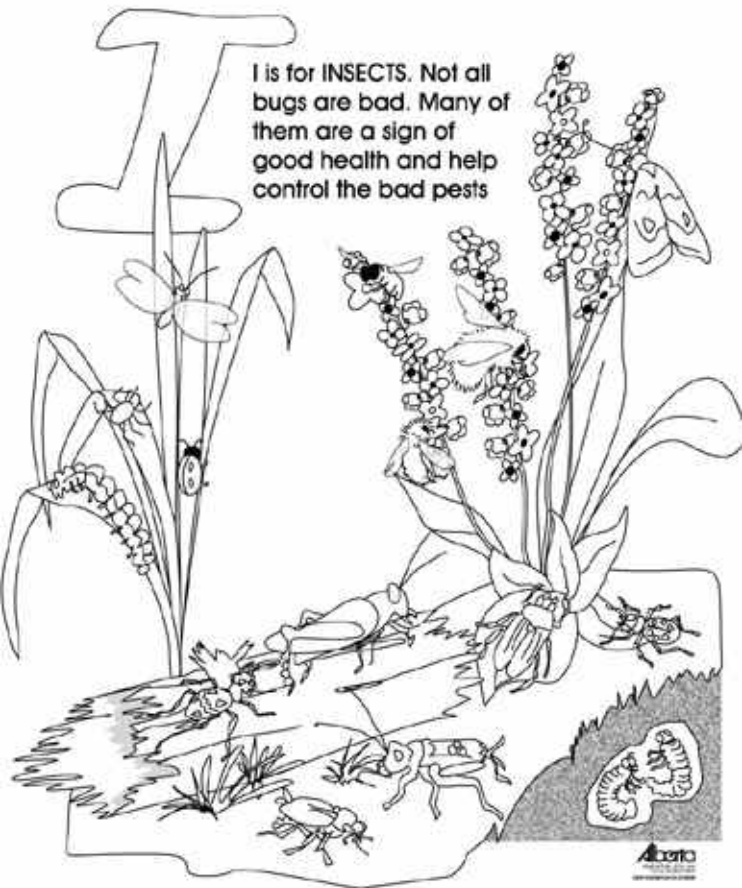 I
I is for INSECTS. Not all
bugs are bad. Many of
them are a sign of
good health and help
control the bad pests
Alberta